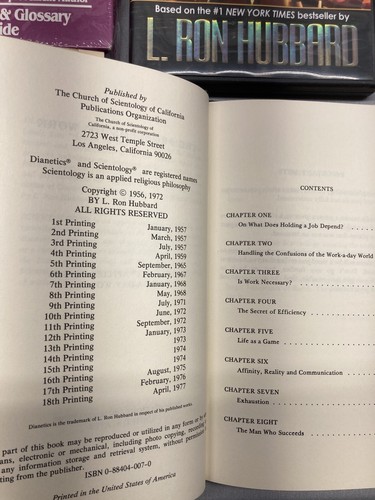 & Glossary
ide
Based on the #1 NEW YORK TIMES bestseller by
L. RON HUBBARD
Published by
The Church of Scientology of California
Publications Organization
The Church of Scientology of
California, a non-profit corporation
2723 West Temple Street
Los Angeles, California 90026
Dianetics® and Scientology® are registered names
Scientology is an applied religious philosophy
Copyright © 1956, 1972
BY L. Ron Hubbard
ALL RIGHTS RESERVED
1st Printing January, 1957
2nd Printing March, 1957
3rd Printing July, 1957
4th Printing April, 1959
5th Printing September, 1965
6th Printing February, 1967
7th Printing January, 1968
8th Printing May, 1968
9th Printing July, 1971
10th Printing June, 1972
11th Printing September, 1972
12th Printing January, 1973
13th Printing 1973
14th Printing 1974
15th Printing 1974
16th Printing August, 1975
17th Printing February, 1976
18th Printing April, 1977
Dianetics is the trademark of L. Ron Hubbard in respect of his published works.
part of this book may be reproduced or utilized in any form or by
ans, electronic or mechanical, including photo copying, recording
any information storage and retrieval system, without permission
ting from the publisher.
ISBN 0-88404-007-0
Printed in the United States of America
CONTENTS
CHAPTER ONE
On What Does Holding a Job Depend? . . . . .
CHAPTER TWO
Handling the Confusions of the Work-a-day World
CHAPTER THREE
Is Work Necessary? . . . . . . . . . .
CHAPTER FOUR
The Secret of Efficiency . . . . . . . . .
CHAPTER FIVE
Life as a Game . . . . . . . . . . .
CHAPTER SIX
Affinity, Reality and Communication . . . . .
CHAPTER SEVEN
Exhaustion . . . . . . . . . . . . .
CHAPTER EIGHT
The Man Who Succeeds . . . . . . . . .